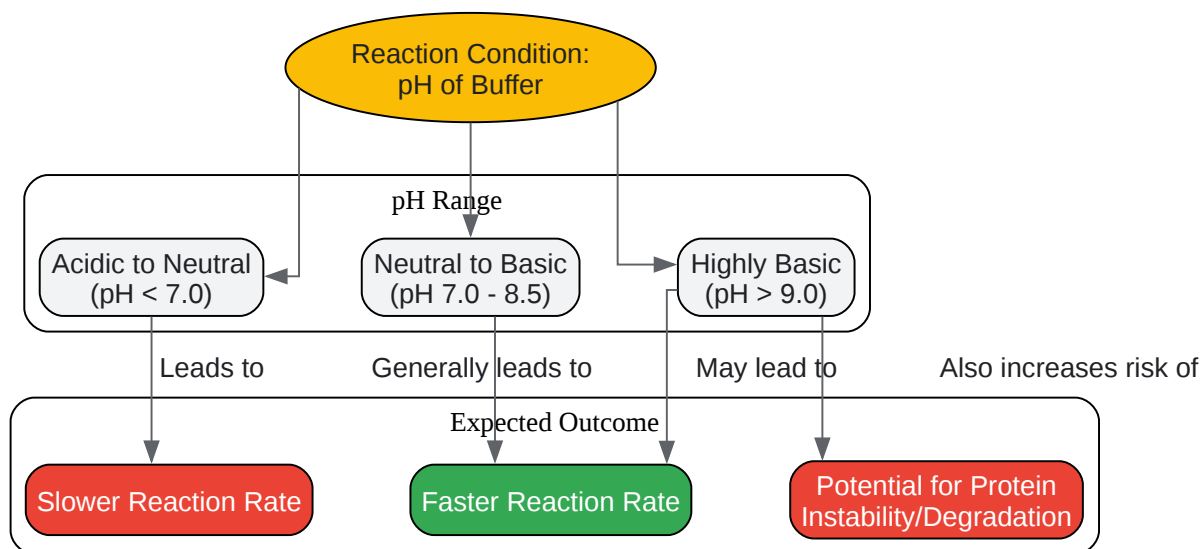 Reaction Condition:
pH of Buffer
pH Range
Acidic to Neutral
(pH < 7.0)
Neutral to Basic
(pH 7.0 - 8.5)
Highly Basic
(pH > 9.0)
Leads to
Generally leads to
May lead to
Also increases risk of
Expected Outcome
Slower Reaction Rate
Faster Reaction Rate
Potential for Protein
Instability/Degradation